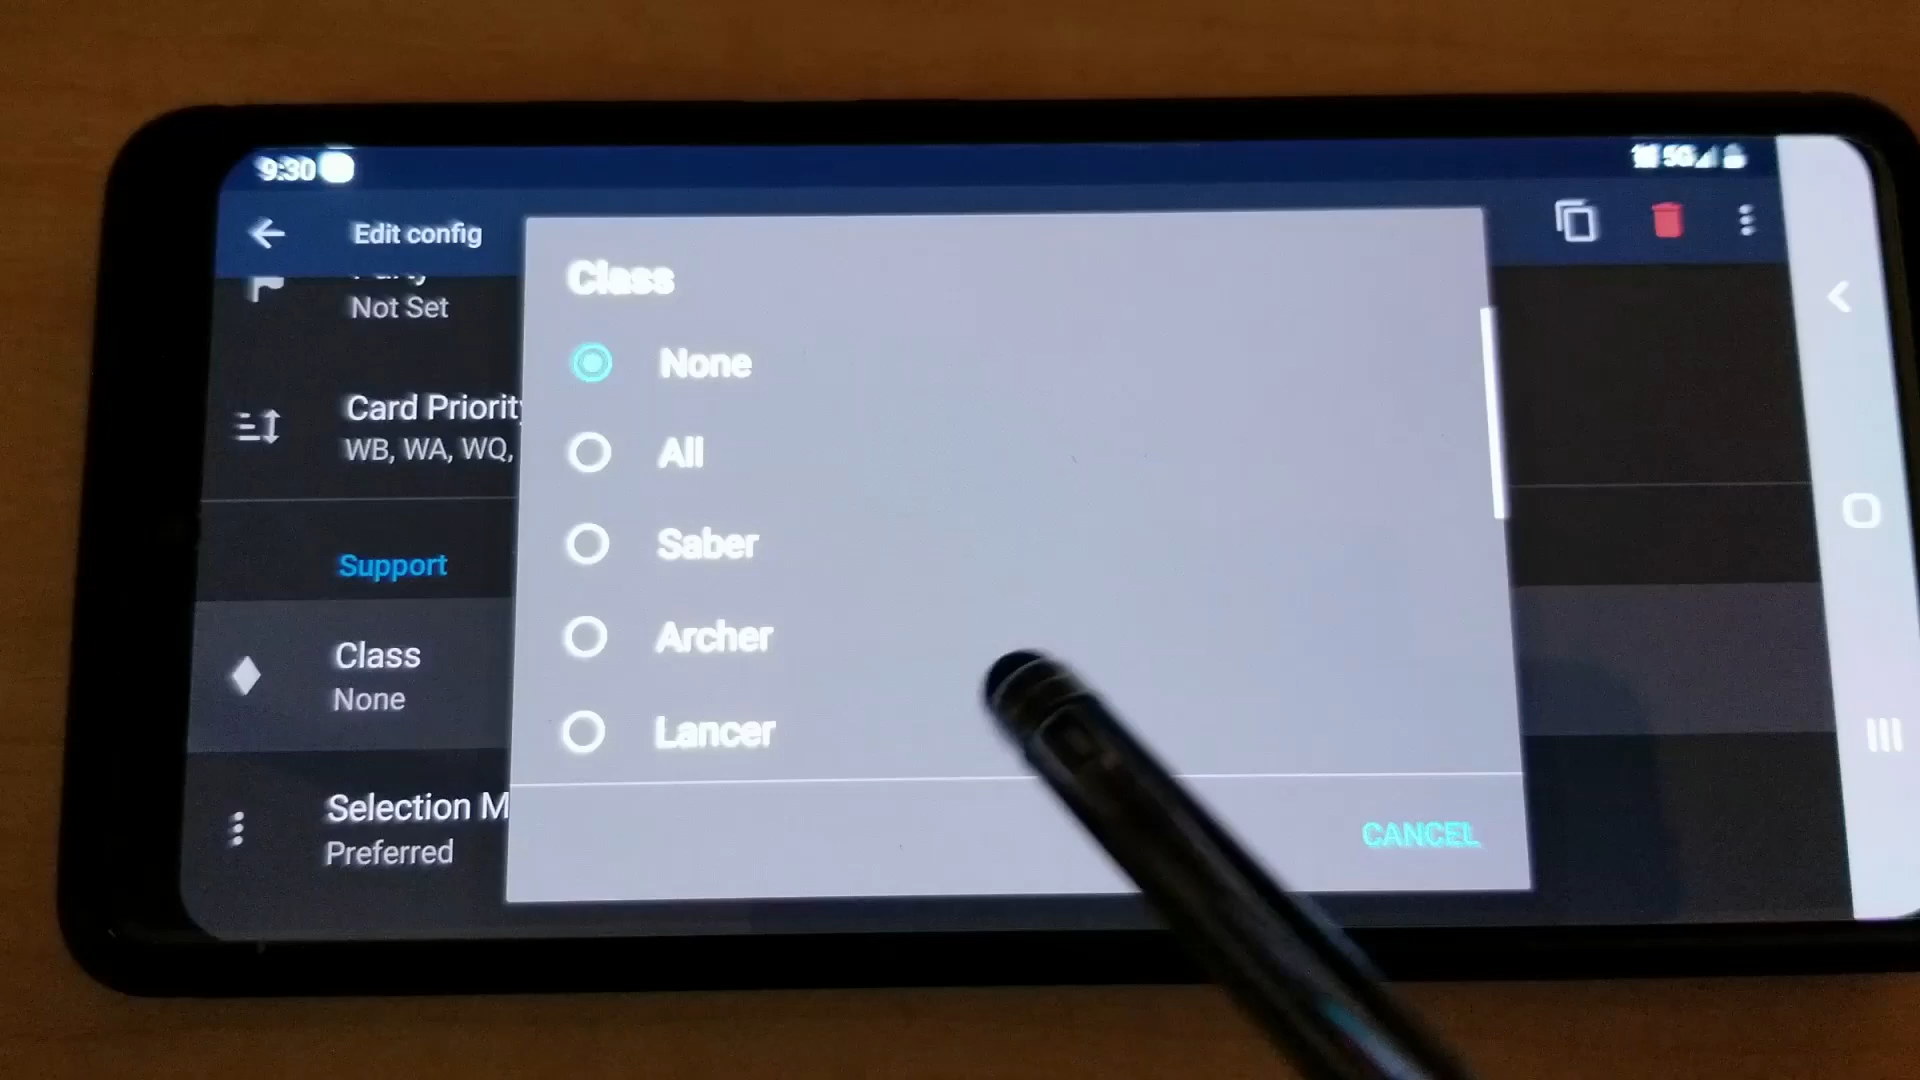 9:30
5G
Edit config
Not Set
Card Priority
WB, WA, WQ,
Support
Class
None
Selection M
Preferred
Class
None
All
Saber
Archer
Lancer
CANCEL